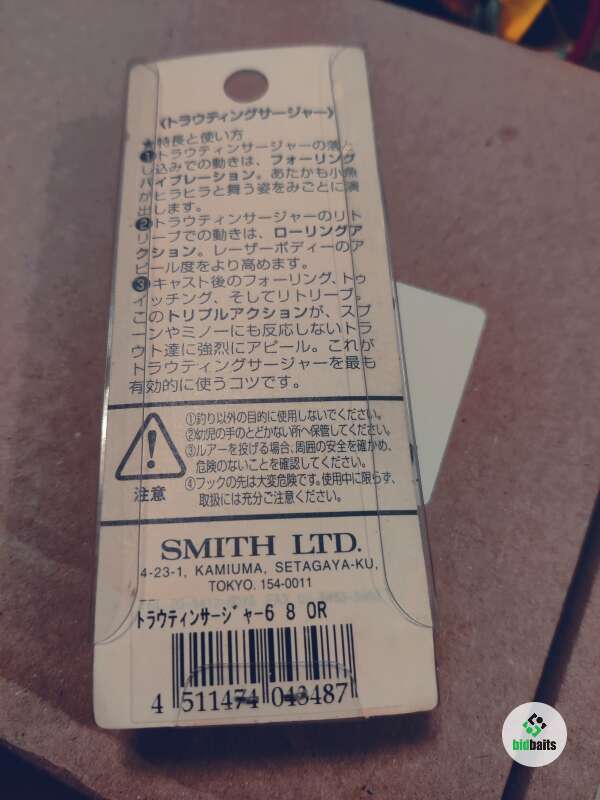 《トラウティングサージャー》
★特長と使い方
❶トラウティンサージャーの落と
し込みでの動きは、フォーリング
バイブレーション。あたかも小魚
がヒラヒラと舞う姿をみごとに演
出します。
❷トラウティンサージャーのリト
リーブでの動きは、ローリングア
クション。レーザーボディーのア
ピール度をより高めます。
❸キャスト後のフォーリング、トゥ
イッチング、そしてリトリーブ。
このトリプルアクションが、スプ
ーンやミノーにも反応しないトラ
ウト達に強烈にアピール。これが
トラウティングサージャーを最も
有効的に使うコツです。
注意
①釣り以外の目的に使用しないでください。
②幼児の手のとどかない所へ保管してください。
③ルアーを投げる場合、周囲の安全を確かめ、
危険のないことを確認してください。
④フックの先は大変危険です。使用中に限らず、
取扱には充分ご注意ください。
SMITH LTD.
4-23-1, KAMIUMA, SETAGAYA-KU,
TOKYO. 154-0011
トラウティンサージャー6 8 OR
4 511474 043487
bidbaits